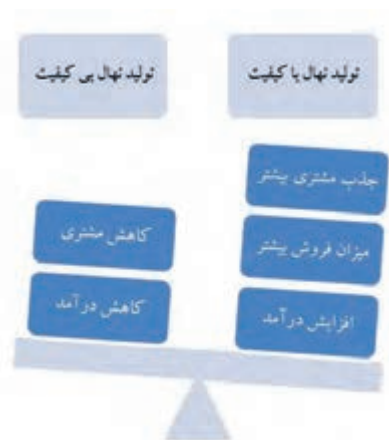 تولید نهال با کیفیت
جذب مشتری بیشتر
میزان فروش بیشتر
افزایش درآمد
تولید نهال بی کیفیت
کاهش مشتری
کاهش درآمد